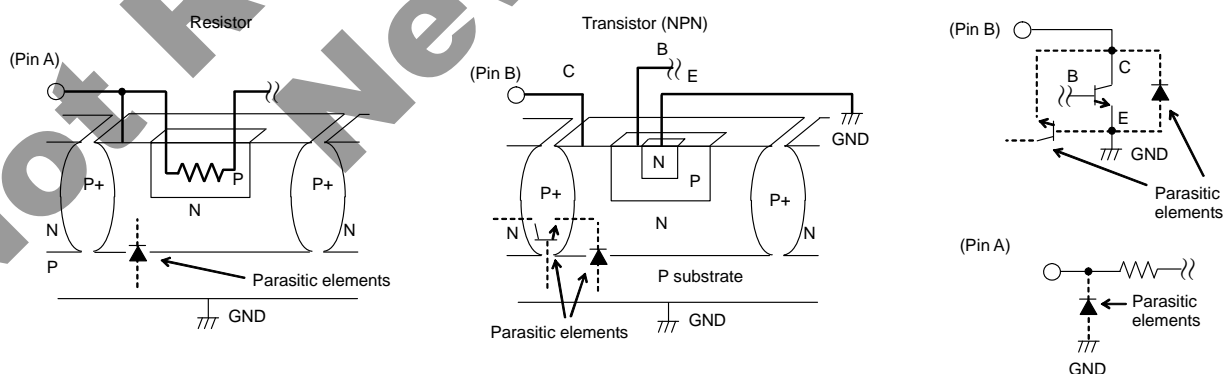 Resistor
(Pin A)
P+
N
P
P+
N
N
P
Parasitic elements
GND
Transistor (NPN)
(Pin B)
C
B
E
GND
N
P
P+
P+
N
N
N
P substrate
Parasitic elements
GND
(Pin B)
C
B
E
GND
Parasitic
elements
(Pin A)
Parasitic
elements
GND